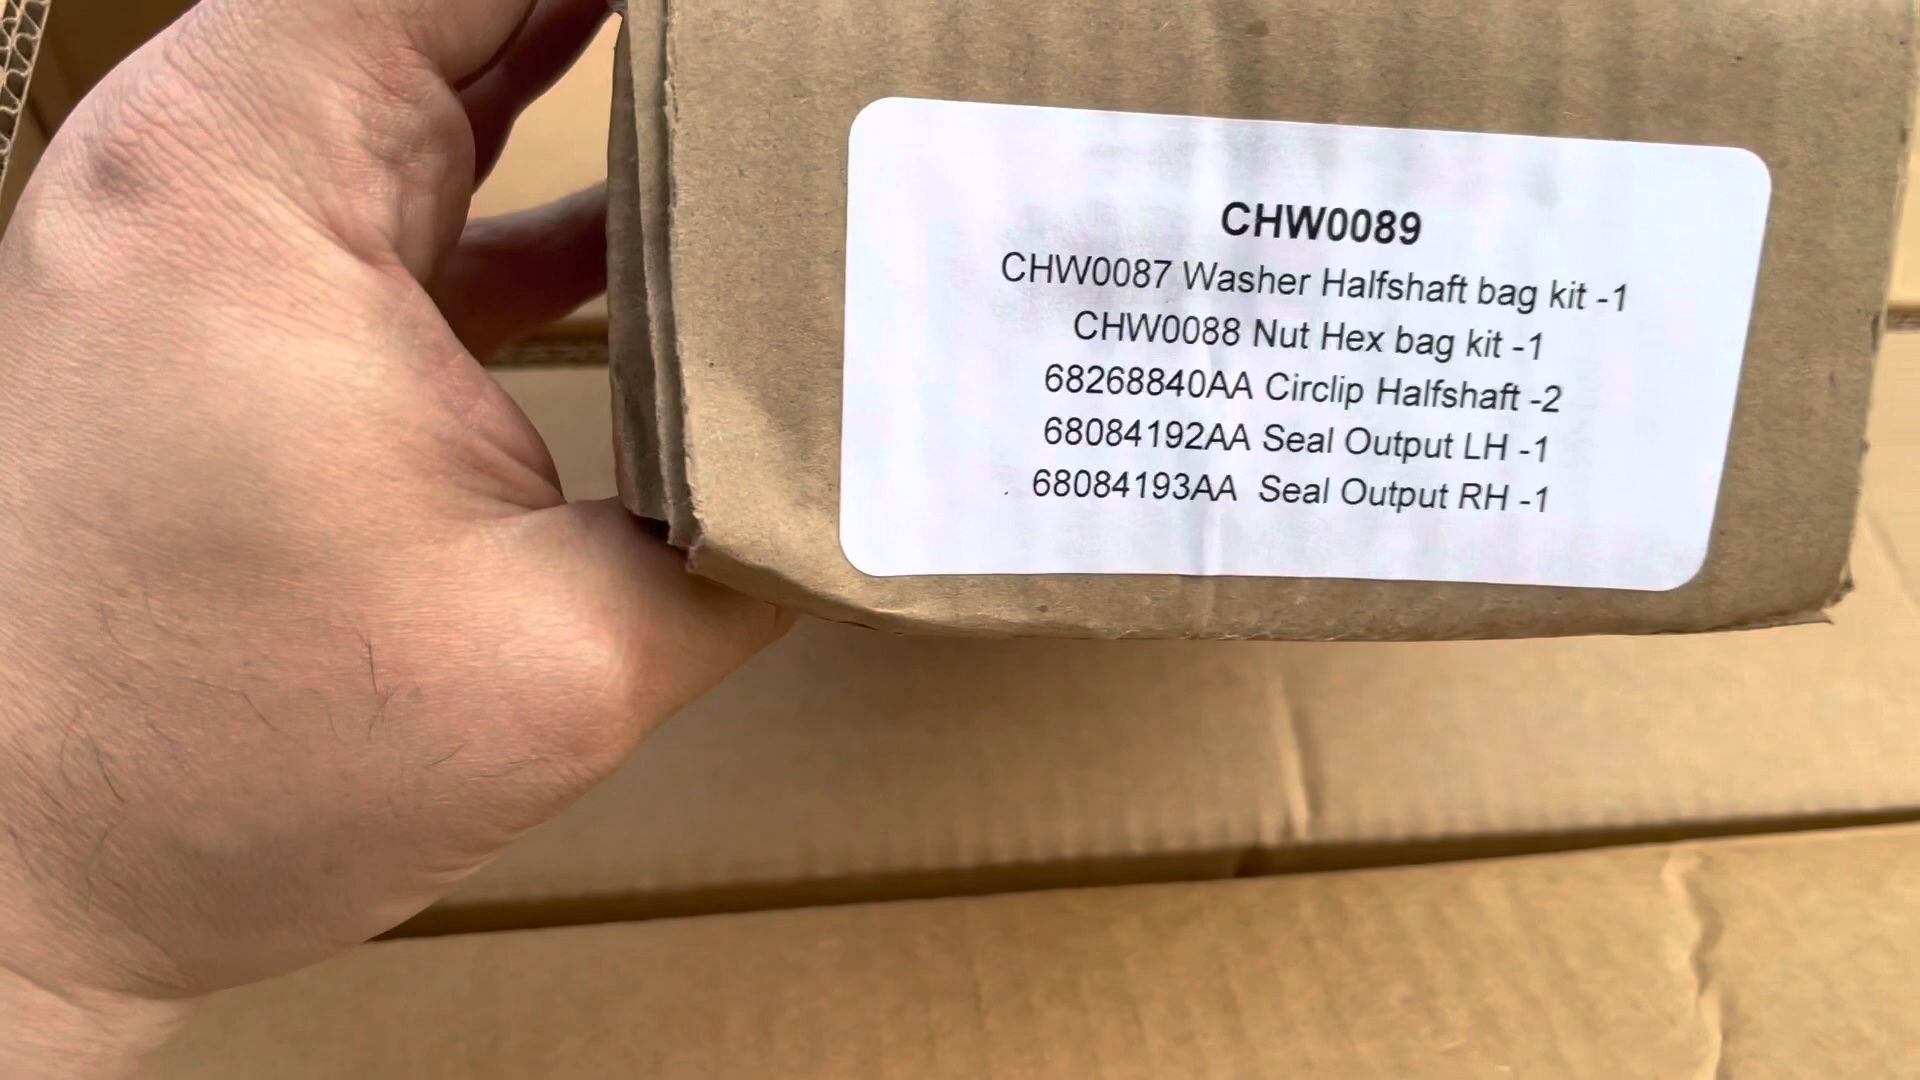 CHW0089
CHW0087 Washer Halfshaft bag kit -1
CHW0088 Nut Hex bag kit -1
68268840AA Circlip Halfshaft -2
68084192AA Seal Output LH -1
68084193AA Seal Output RH -1